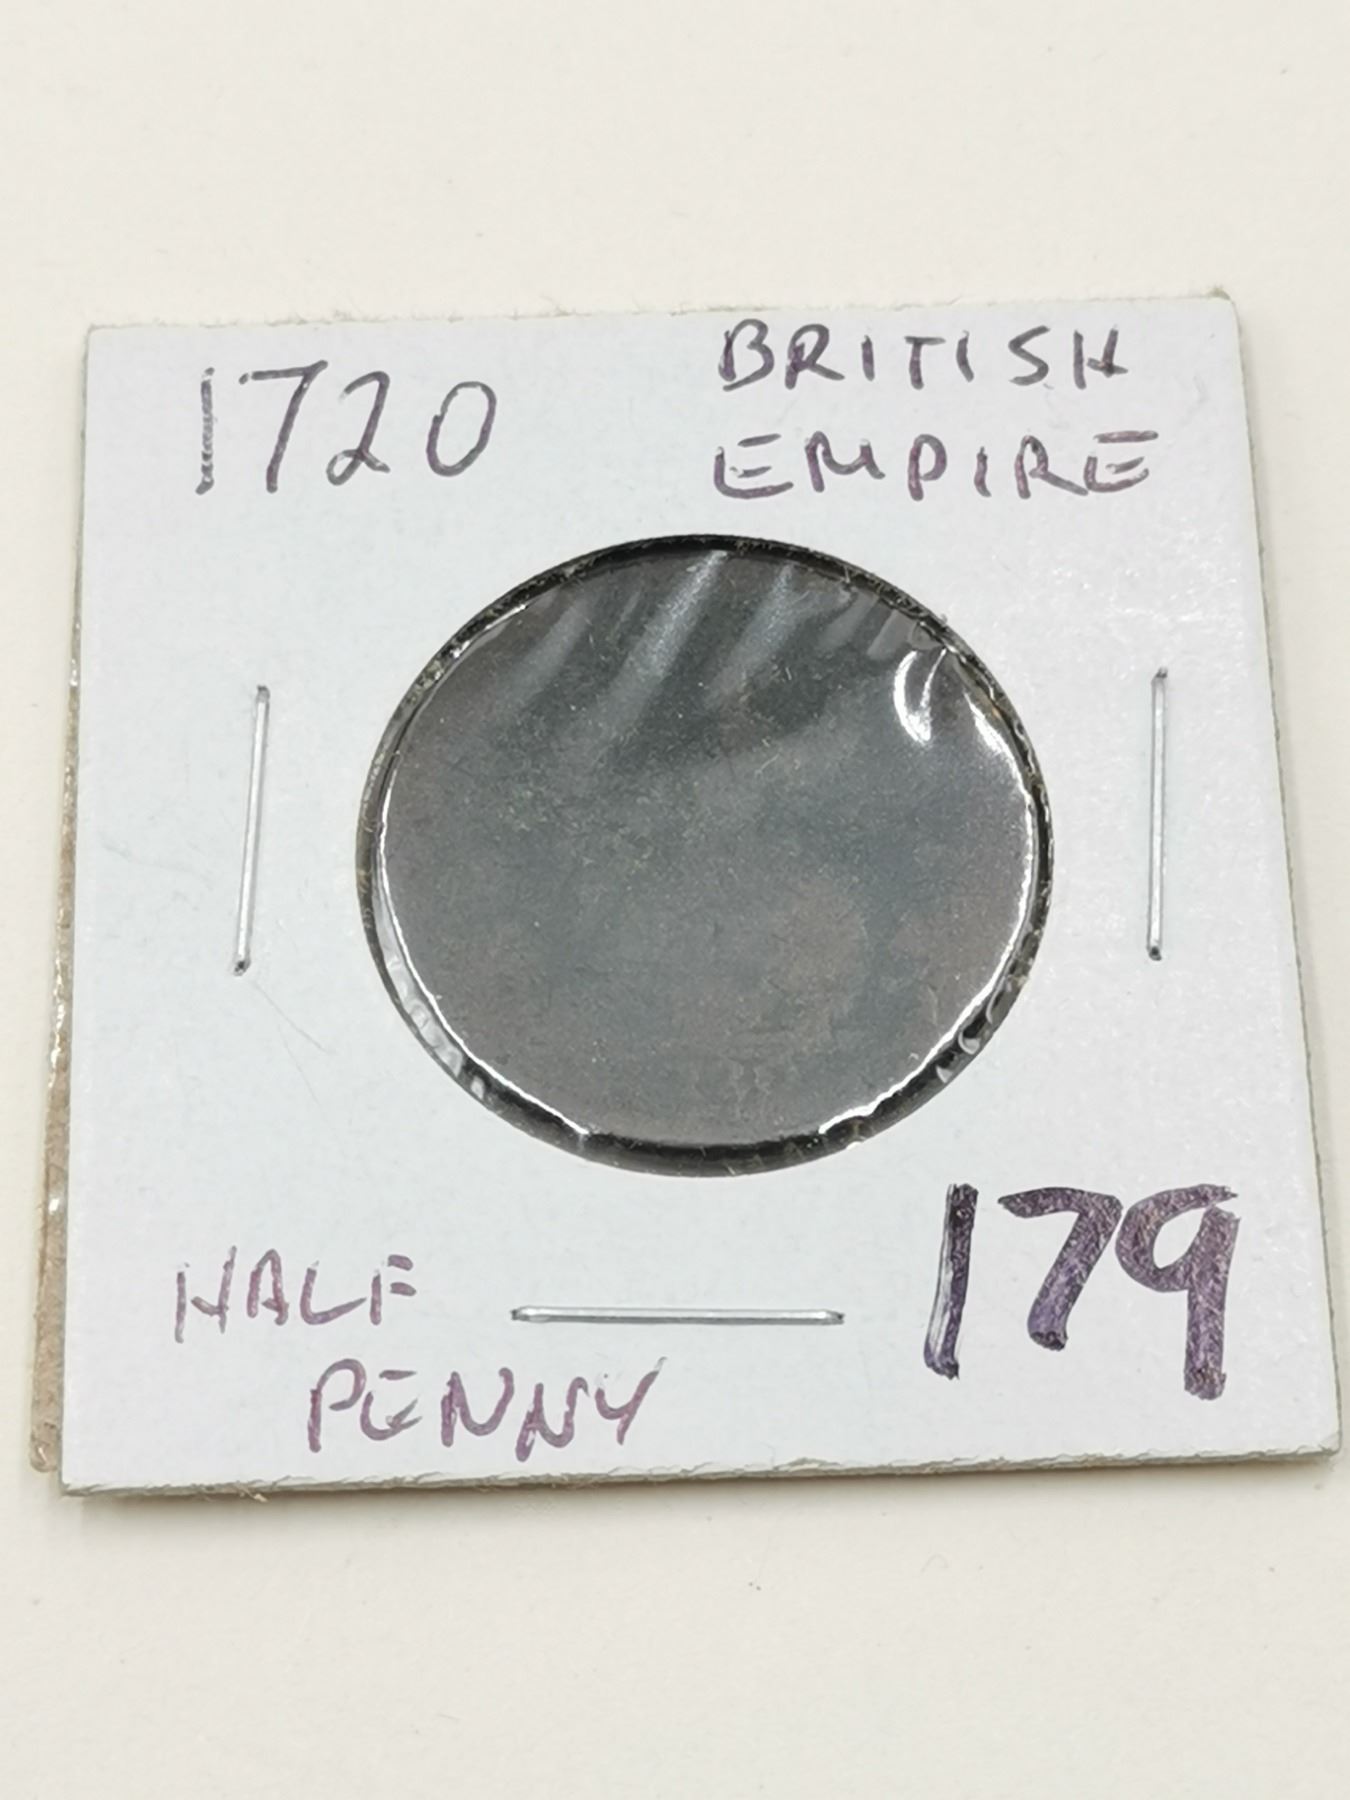 1720
BRITISH
EMPIRE
HALF
PENNY
179